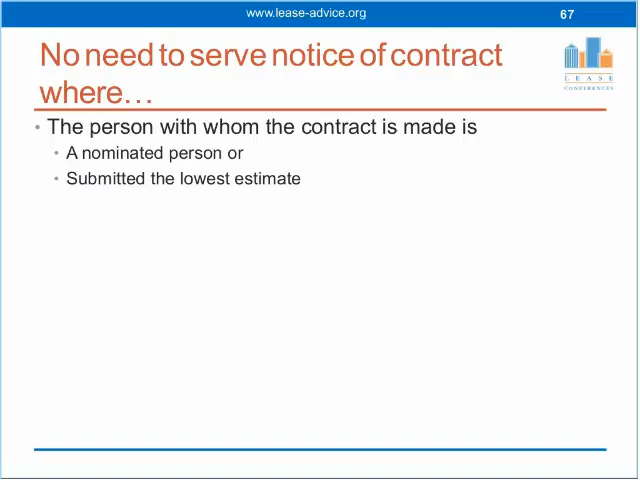 www.lease-advice.org
67
No need to serve notice of contract
where…
LEASE
CONFERENCES
• The person with whom the contract is made is
• A nominated person or
• Submitted the lowest estimate